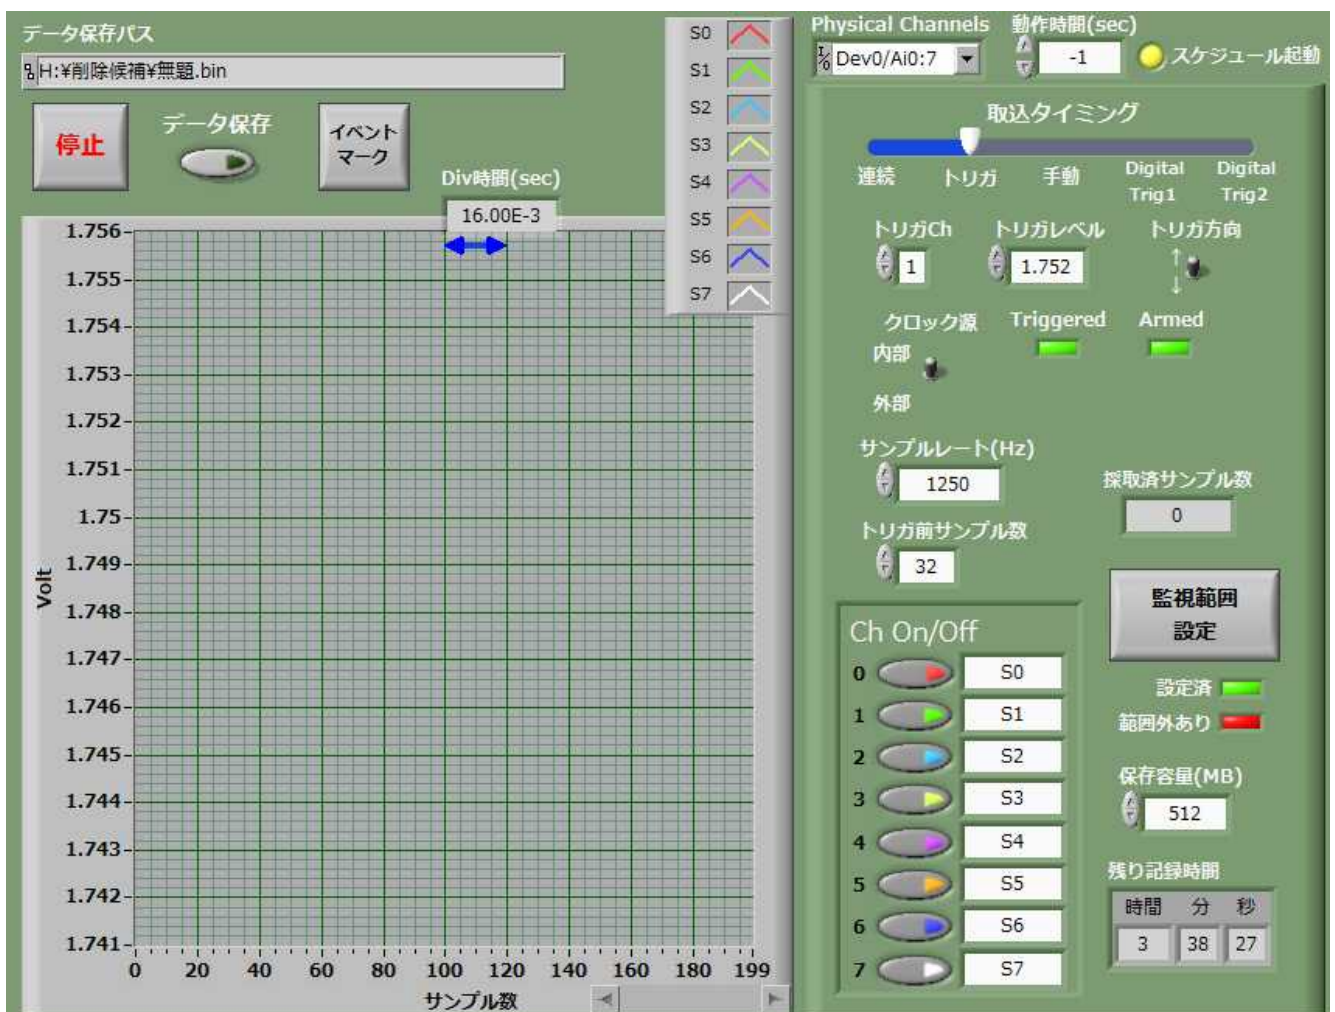 データ保存パス
H:¥削除候補¥無題.bin
停止
データ保存
イベント
マーク
Div時間(sec)
16.00E-3
S0
S1
S2
S3
S4
S5
S6
S7
1.756
1.755
1.754
1.753
1.752
1.751
1.75
1.749
1.748
1.747
1.746
1.745
1.744
1.743
1.742
1.741
Volt
0 20 40 60 80 100 120 140 160 180 199
サンプル数
Physical Channels
動作時間(sec)
Dev0/Ai0:7
-1
スケジュール起動
取込タイミング
連続 トリガ 手動 Digital Trig1 Digital Trig2
トリガCh トリガレベル トリガ方向
1 1.752
クロック源 Triggered Armed
内部
外部
サンプルレート(Hz)
1250
採取済サンプル数
0
トリガ前サンプル数
32
監視範囲
設定
設定済
範囲外あり
保存容量(MB)
512
残り記録時間
時間 分 秒
3 38 27
Ch On/Off
0 S0
1 S1
2 S2
3 S3
4 S4
5 S5
6 S6
7 S7